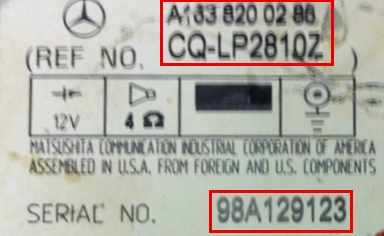 A 163 820 02 86
(REF NO. CQ-LP2810Z )
12V 4 Ω
MATSUSHITA COMMUNICATION INDUSTRIAL CORPORATION OF AMERICA
ASSEMBLED IN U.S.A. FROM FOREIGN AND U.S. COMPONENTS
SERIAL NO. 98A129123